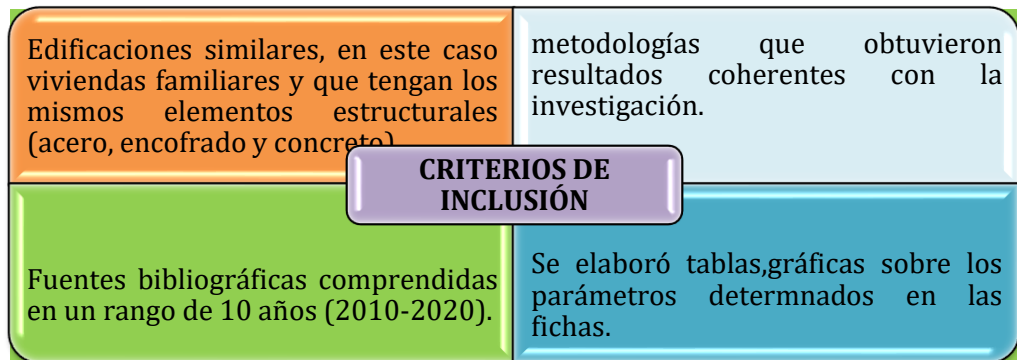 Edificaciones similares, en este caso
viviendas familiares y que tengan los
mismos elementos estructurales
(acero, encofrado y concreto)
metodologías que obtuvieron
resultados coherentes con la
investigación.
CRITERIOS DE
INCLUSIÓN
Fuentes bibliográficas comprendidas
en un rango de 10 años (2010-2020).
Se elaboró tablas,gráficas sobre los
parámetros determnados en las
fichas.